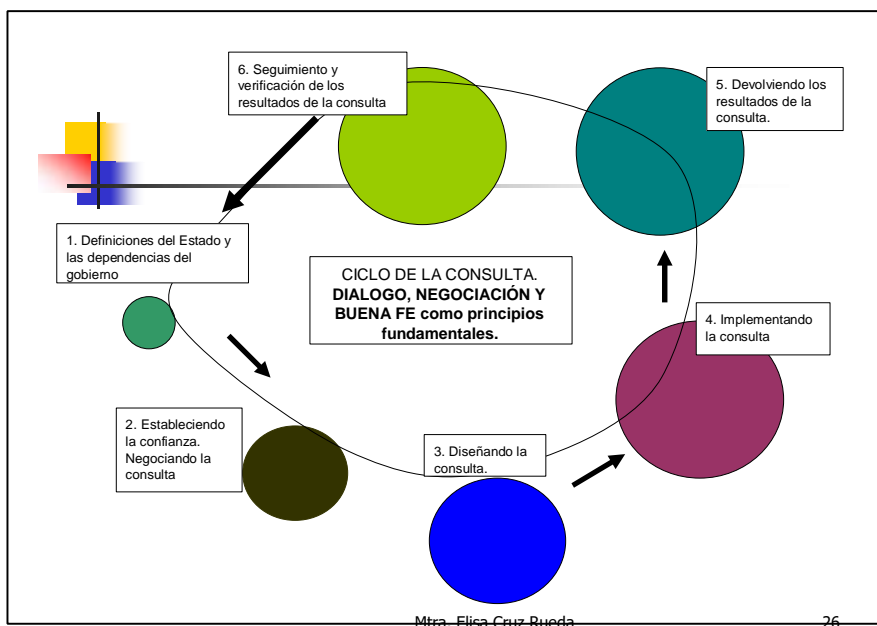 6. Seguimiento y
verificación de los
resultados de la consulta
5. Devolviendo los
resultados de la
consulta.
1. Definiciones del Estado y
las dependencias del
gobierno
CICLO DE LA CONSULTA.
DIALOGO, NEGOCIACIÓN Y
BUENA FE como principios
fundamentales.
4. Implementando
la consulta
2. Estableciendo
la confianza.
Negociando la
consulta
3. Diseñando la
consulta.
Mtra. Elisa Cruz Rueda 26